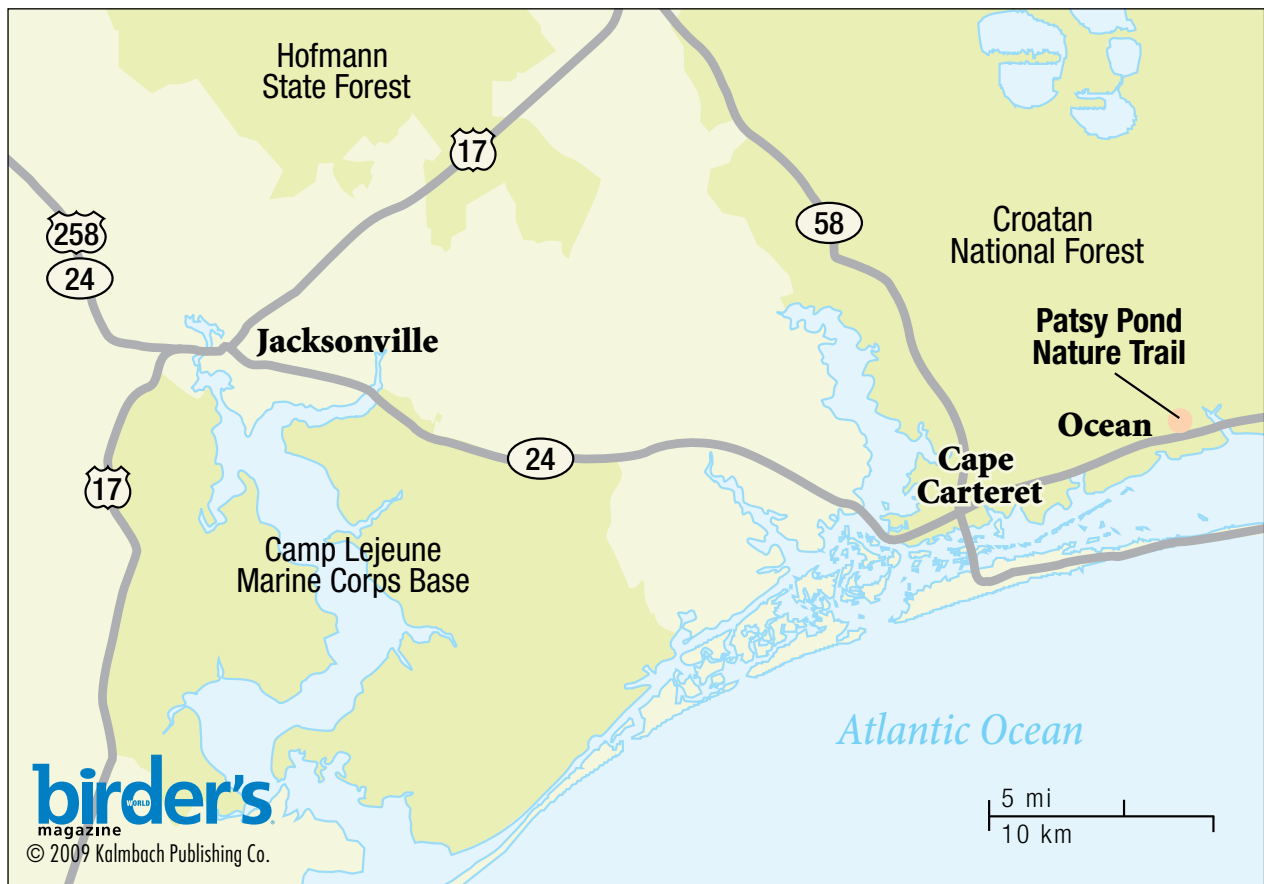 Hofmann
State Forest
17
258
24
58
Croatan
National Forest
Patsy Pond
Nature Trail
Jacksonville
Ocean
24
Cape
Carteret
17
Camp Lejeune
Marine Corps Base
Atlantic Ocean
birder's
WORLD
magazine
© 2009 Kalmbach Publishing Co.
5 mi
10 km